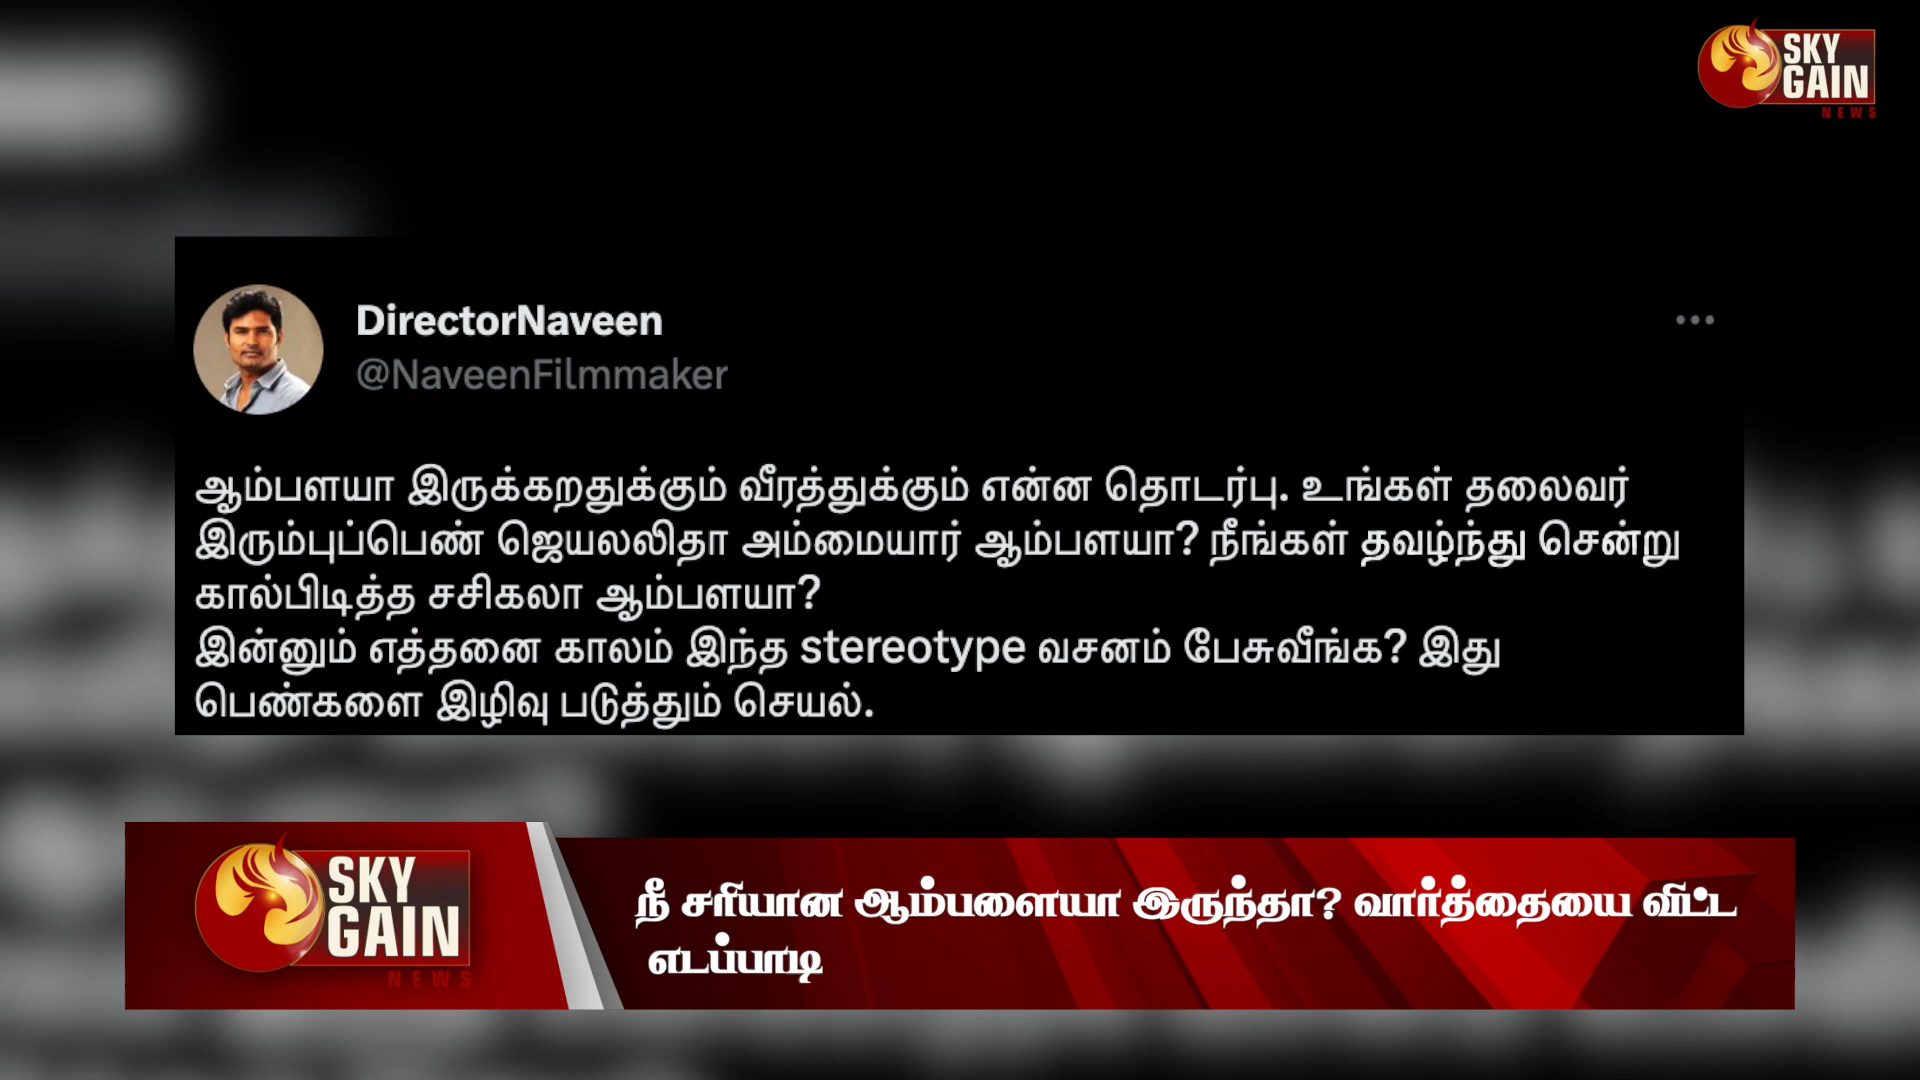 SKY
GAIN
NEWS
DirectorNaveen
@NaveenFilmmaker
ஆம்பளயா இருக்கறதுக்கும் வீரத்துக்கும் என்ன தொடர்பு. உங்கள் தலைவர்
இரும்புப்பெண் ஜெயலலிதா அம்மையார் ஆம்பளயா? நீங்கள் தவழ்ந்து சென்று
கால்பிடித்த சசிகலா ஆம்பளயா?
இன்னும் எத்தனை காலம் இந்த stereotype வசனம் பேசுவீங்க? இது
பெண்களை இழிவு படுத்தும் செயல்.
SKY
GAIN
NEWS
நீ சரியான ஆம்பளையா இருந்தா? வார்த்தையை விட்ட
எடப்பாடி